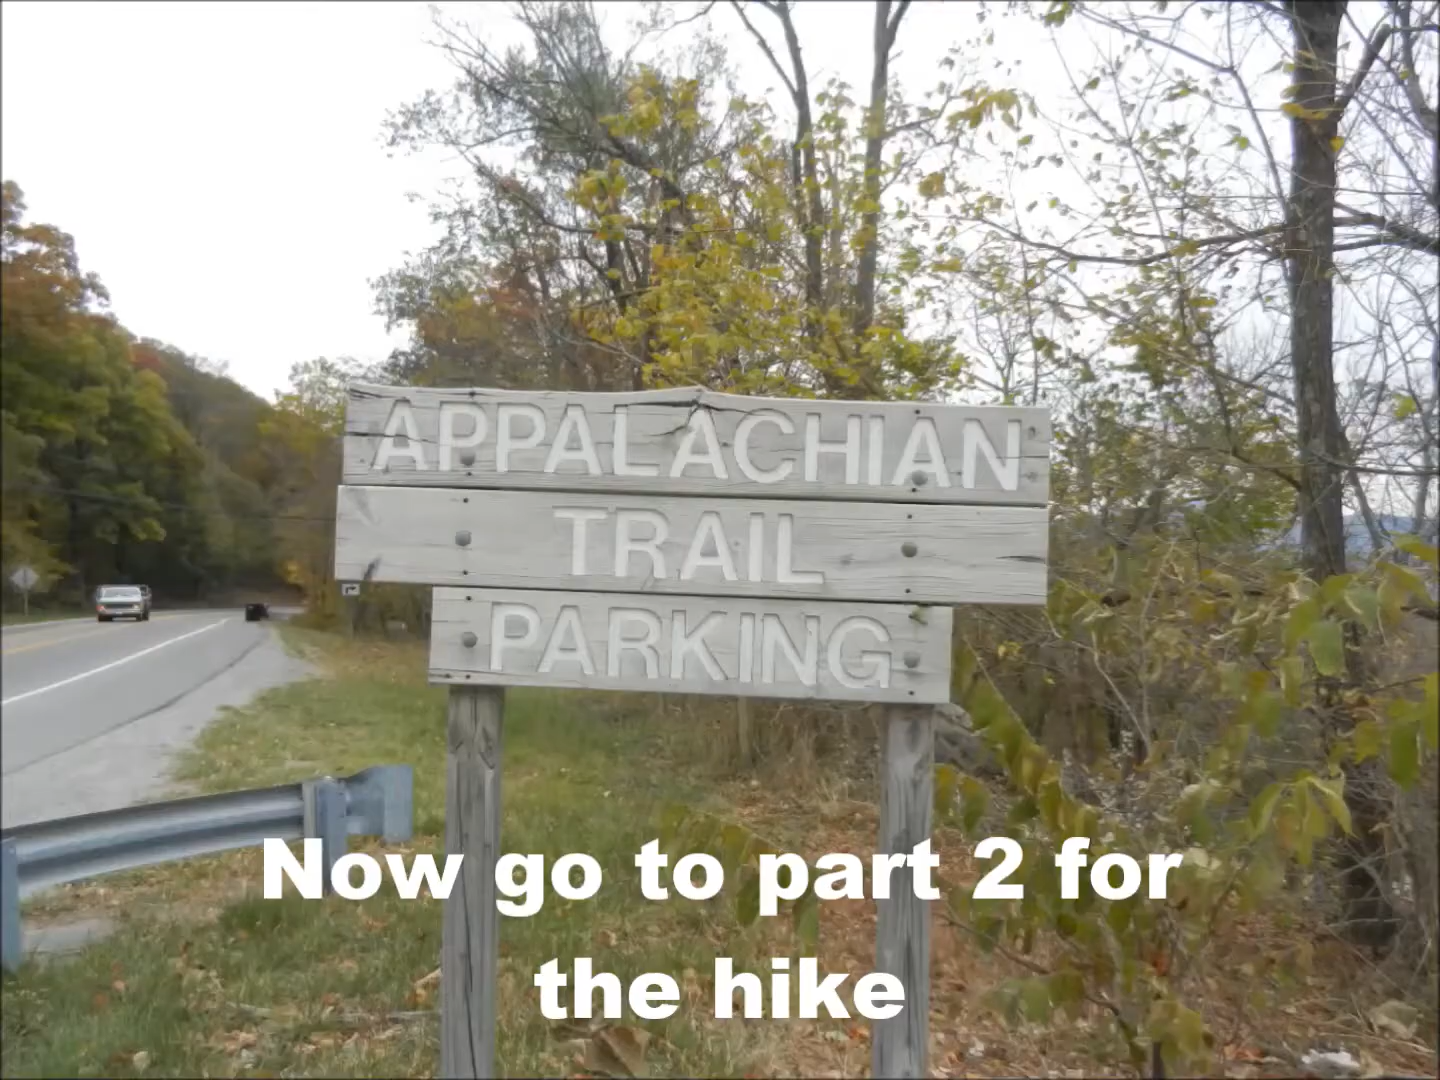 APPALACHIAN
TRAIL
PARKING
Now go to part 2 for
the hike